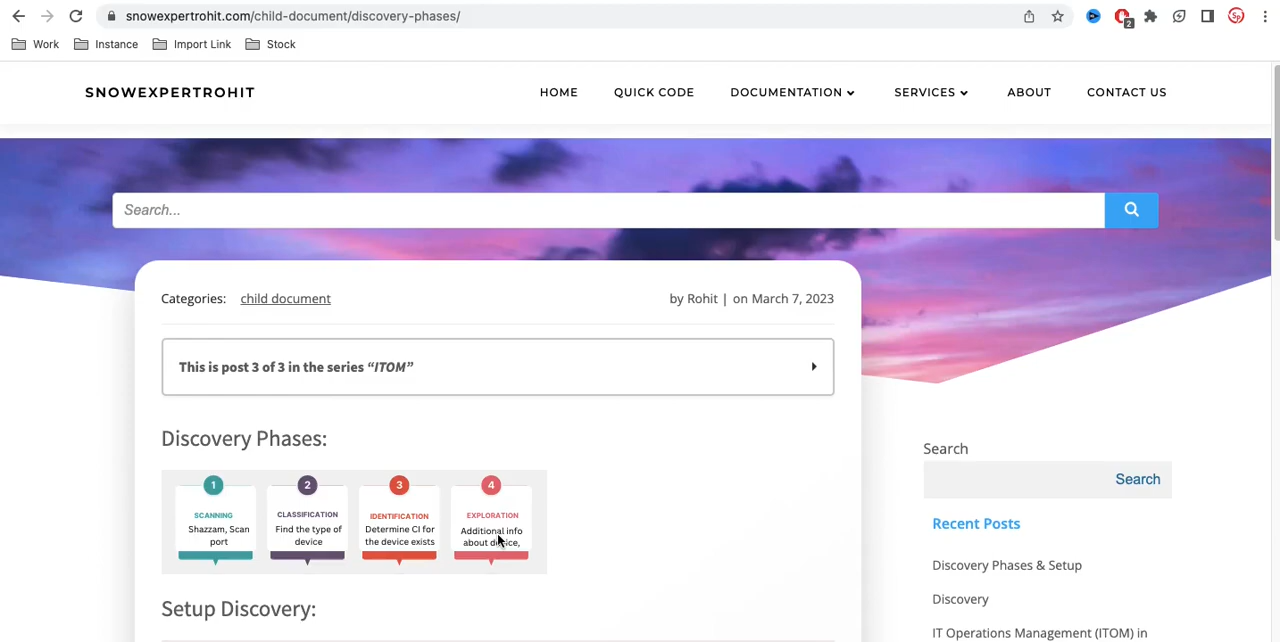 snowexpertrohit.com/child-document/discovery-phases/
2
Sp
Work Instance Import Link Stock
SNOWEXPERTROHIT
HOME QUICK CODE DOCUMENTATION SERVICES ABOUT CONTACT US
Search...
Categories: child document
by Rohit | on March 7, 2023
This is post 3 of 3 in the series “ITOM”
Discovery Phases:
1
SCANNING
Shazzam, Scan
port
2
CLASSIFICATION
Find the type of
device
3
IDENTIFICATION
Determine CI for
the device exists
4
EXPLORATION
Additional info
about device,
Setup Discovery:
Search
Search
Recent Posts
Discovery Phases & Setup
Discovery
IT Operations Management (ITOM) in